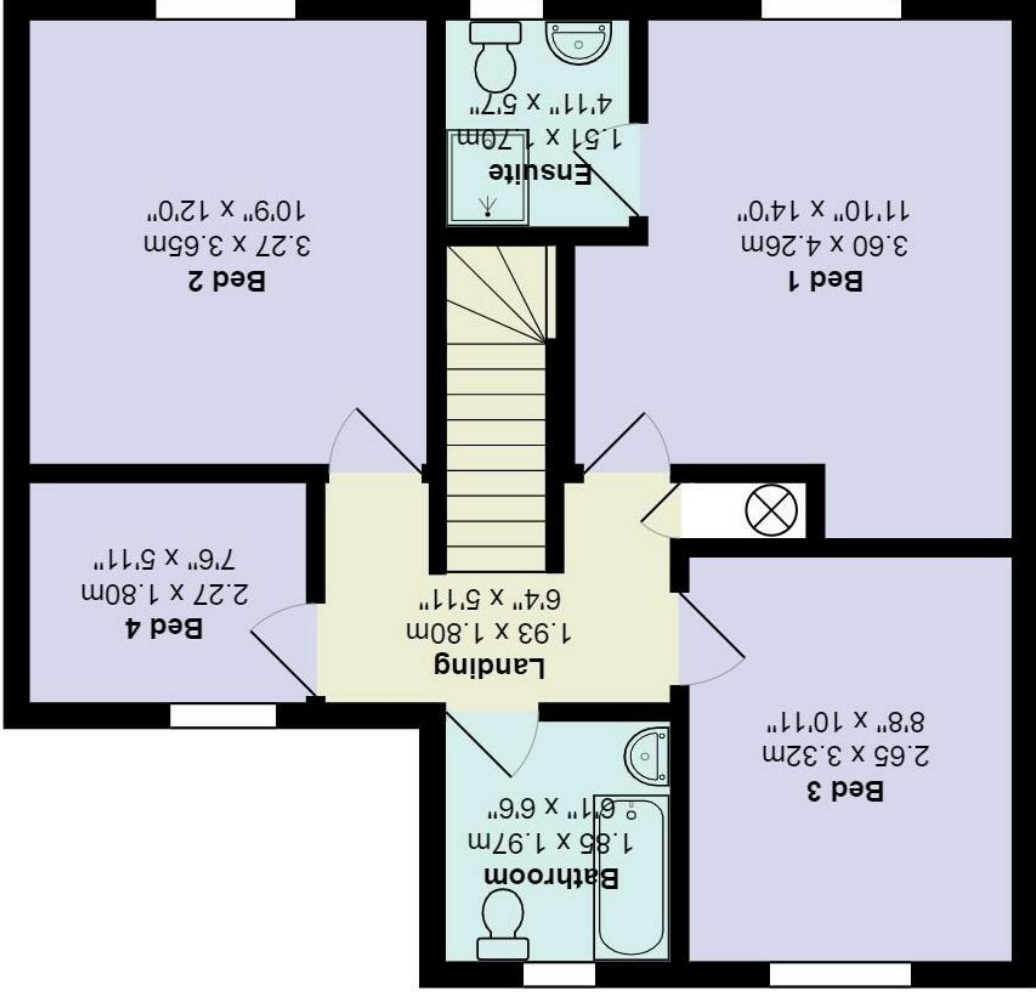 Bed 3
2.65 x 3.32m
8'8" x 10'11"
Bathroom
1.85 x 1.97m
6'1" x 6'6"
Landing
1.93 x 1.80m
6'4" x 5'11"
Bed 4
2.27 x 1.80m
7'6" x 5'11"
Bed 1
3.60 x 4.26m
11'10" x 14'0"
Ensuite
1.51 x 1.70m
4'11" x 5'7"
Bed 2
3.27 x 3.65m
10'9" x 12'0"